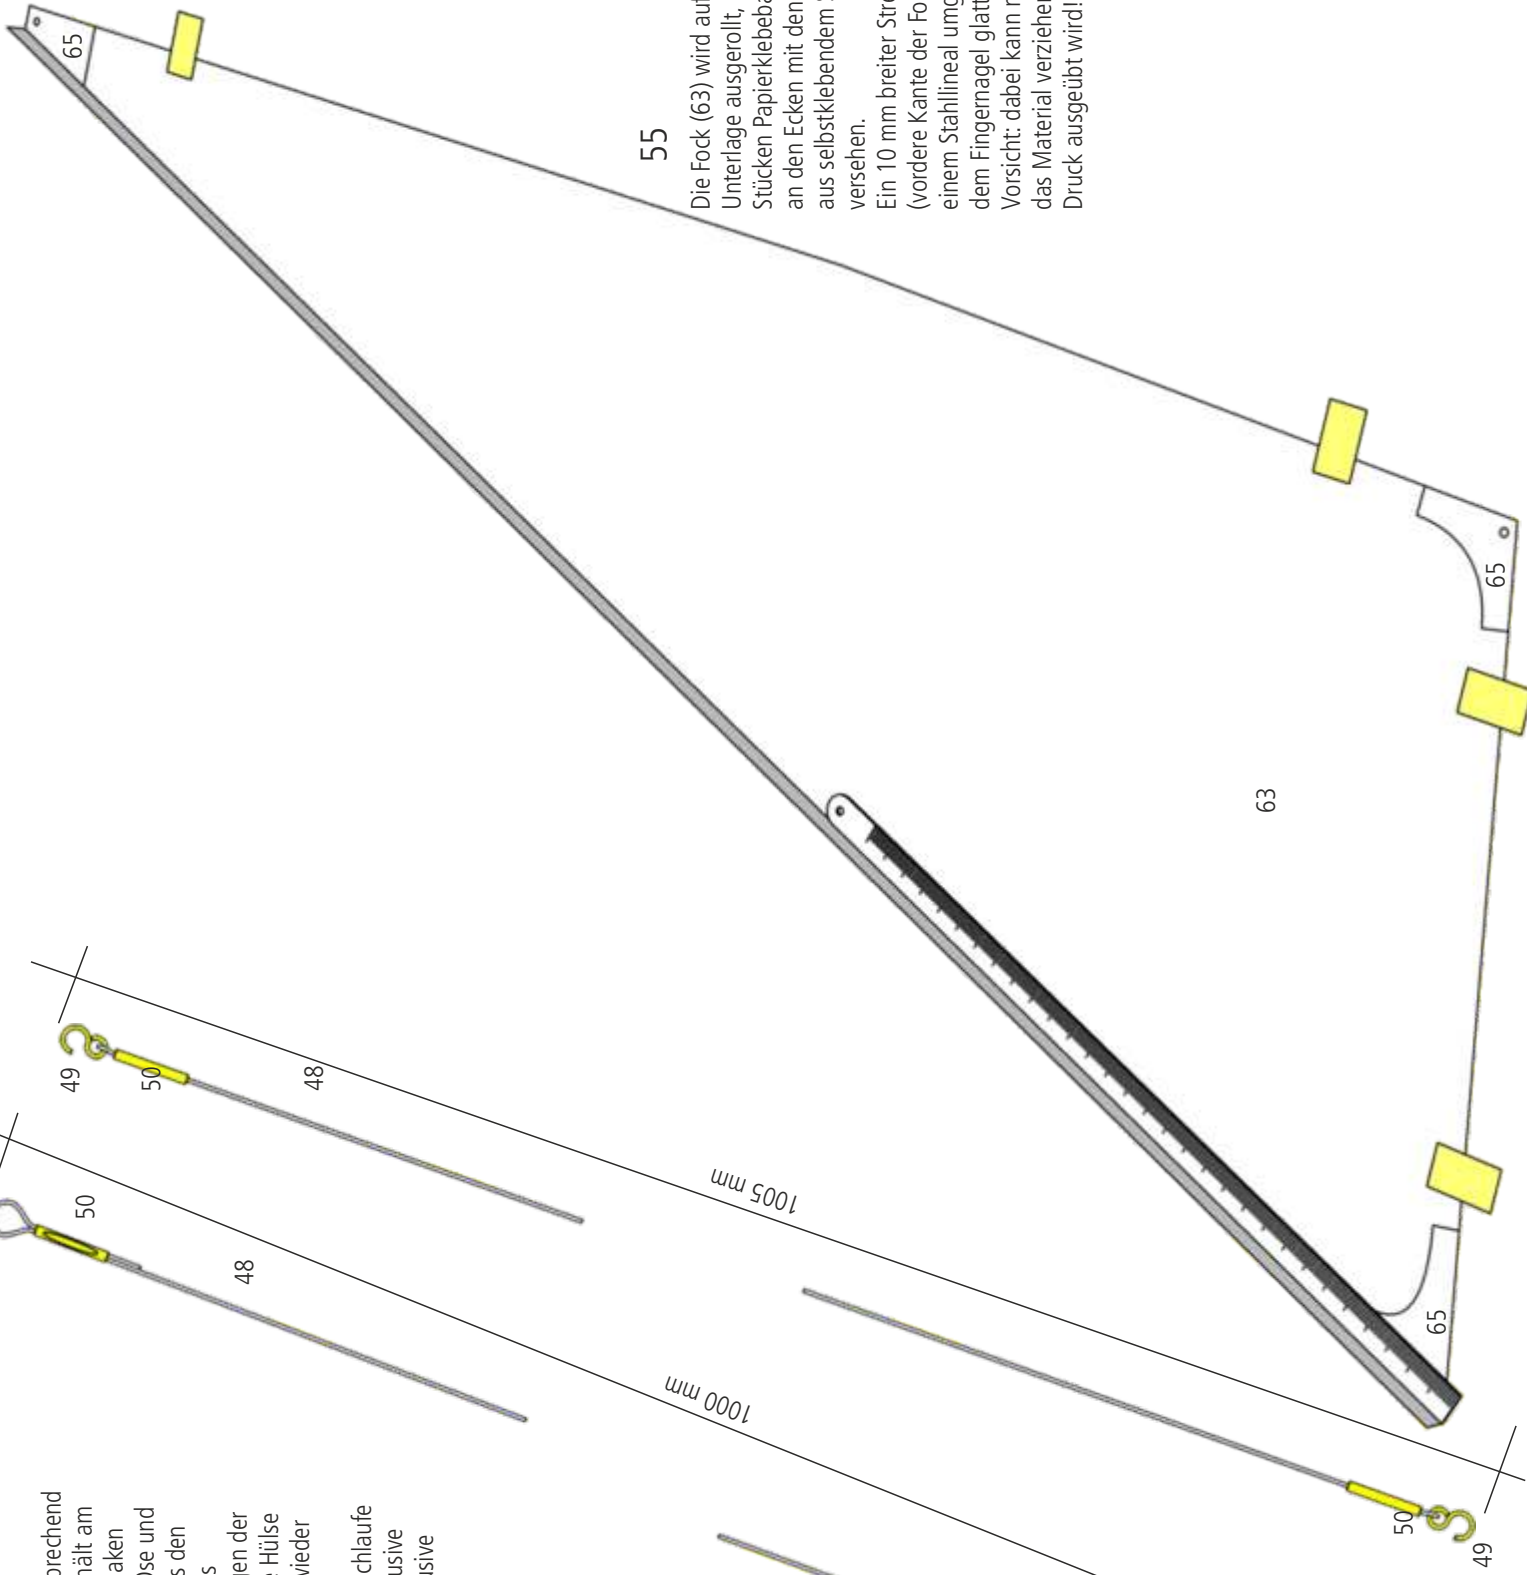 prechend
hält am
aken
Öse und
s den
s
gen der
e Hülse
wieder
chlaufe
usive
usive
50
48
1000 mm
49
50
48
1005 mm
50
49
55
Die Fock (63) wird auf
Unterlage ausgerollt,
Stücken Papierklebeba
an den Ecken mit den
aus selbstklebendem S
versehen.
Ein 10 mm breiter Stre
(vordere Kante der Fo
einem Stahllineal umg
dem Fingernagel glatt
Vorsicht: dabei kann
das Material verziehen
Druck ausgeübt wird!
65
63
65
65